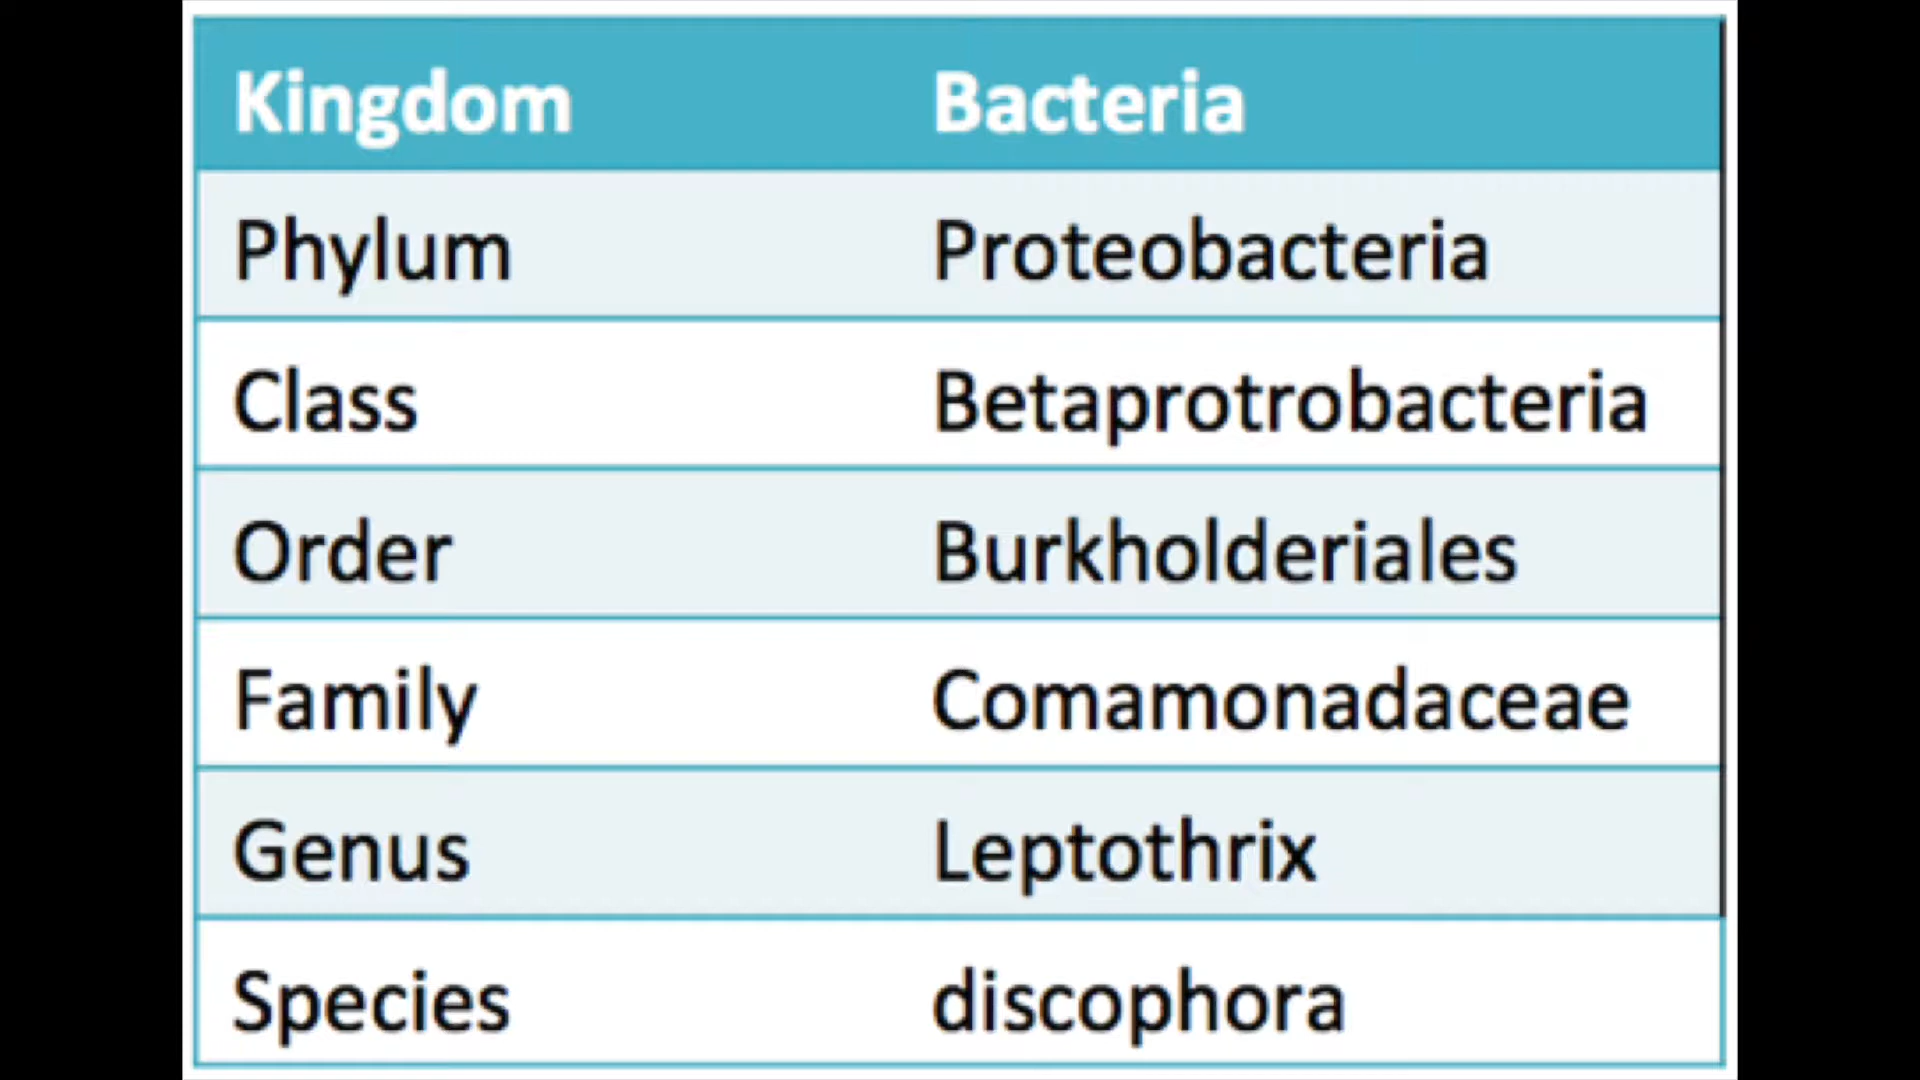 Kingdom Bacteria
Phylum Proteobacteria
Class Betaprotrobacteria
Order Burkholderiales
Family Comamonadaceae
Genus Leptothrix
Species discophora